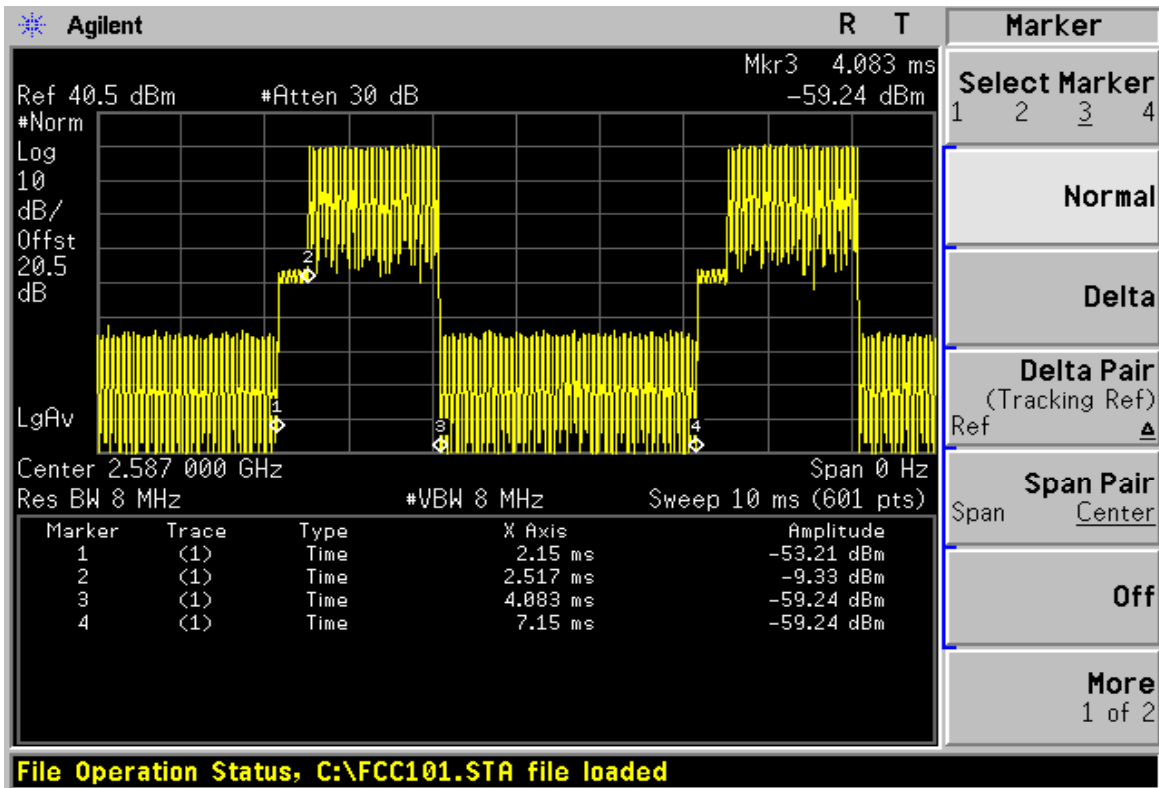 Agilent R T
Mkr3 4.083 ms
Ref 40.5 dBm #Atten 30 dB -59.24 dBm
#Norm
Log
10
dB/
Offst
20.5
dB
LgAv
1
2
3
4
Center 2.587 000 GHz Span 0 Hz
Res BW 8 MHz #VBW 8 MHz Sweep 10 ms (601 pts)
Marker Trace Type X Axis Amplitude
1 (1) Time 2.15 ms -53.21 dBm
2 (1) Time 2.517 ms -9.33 dBm
3 (1) Time 4.083 ms -59.24 dBm
4 (1) Time 7.15 ms -59.24 dBm
File Operation Status, C:\FCC101.STA file loaded
Marker
Select Marker
1 2 3 4
Normal
Delta
Delta Pair
(Tracking Ref)
Ref Δ
Span Pair
Span Center
Off
More
1 of 2